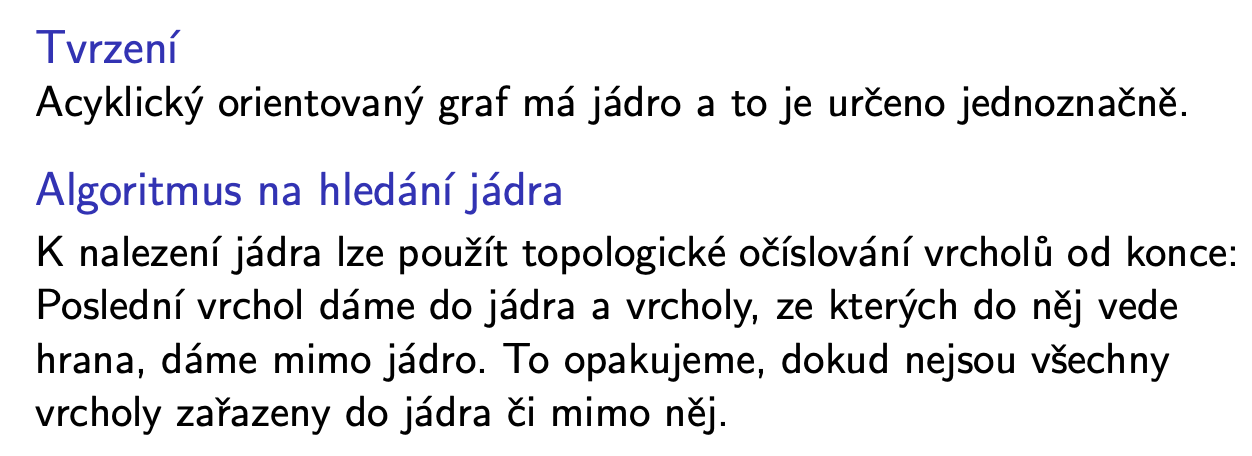 Tvrzení
Acyklický orientovaný graf má jádro a to je určeno jednoznačně.
Algoritmus na hledání jádra
K nalezení jádra lze použít topologické očíslování vrcholů od konce:
Poslední vrchol dáme do jádra a vrcholy, ze kterých do něj vede
hrana, dáme mimo jádro. To opakujeme, dokud nejsou všechny
vrcholy zařazeny do jádra či mimo něj.